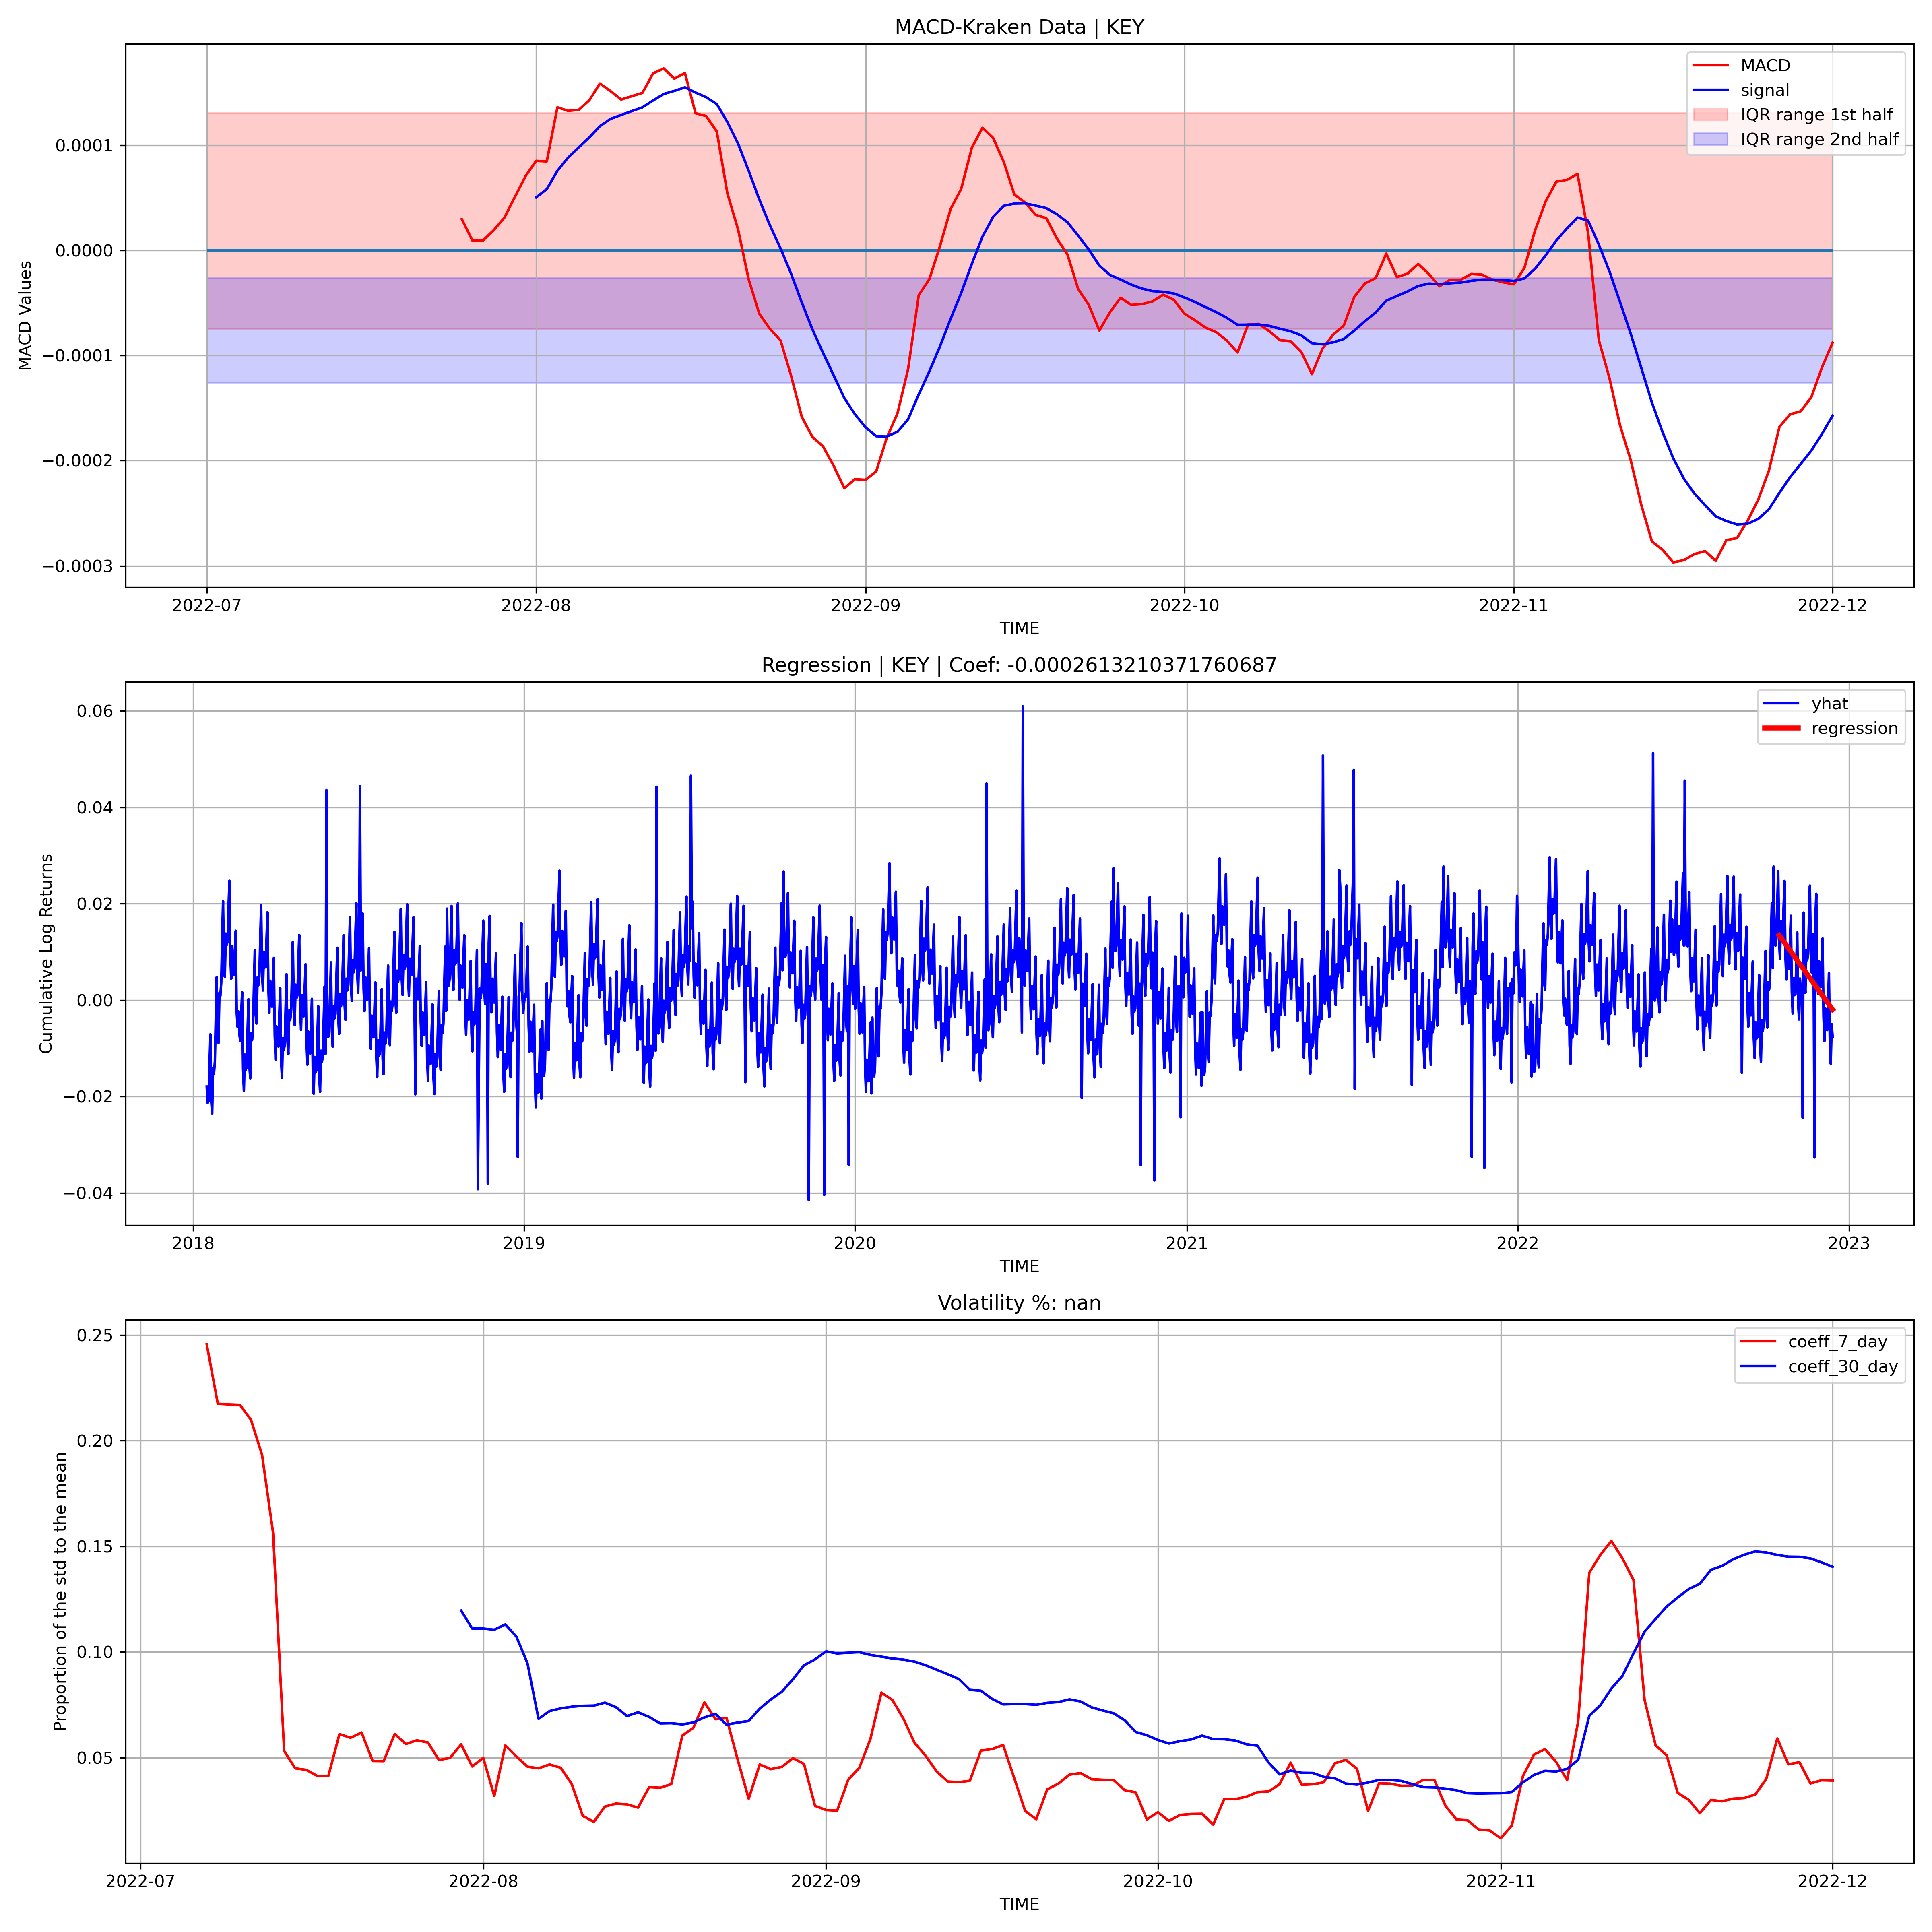 MACD-Kraken Data | KEY
MACD
signal
IQR range 1st half
IQR range 2nd half
0.0001
0.0000
−0.0001
−0.0002
−0.0003
MACD Values
2022-07 2022-08 2022-09 2022-10 2022-11 2022-12
TIME
Regression | KEY | Coef: -0.0002613210371760687
yhat
regression
0.06
0.04
0.02
0.00
−0.02
−0.04
Cumulative Log Returns
2018 2019 2020 2021 2022 2023
TIME
Volatility %: nan
coeff_7_day
coeff_30_day
0.25
0.20
0.15
0.10
0.05
Proportion of the std to the mean
2022-07 2022-08 2022-09 2022-10 2022-11 2022-12
TIME